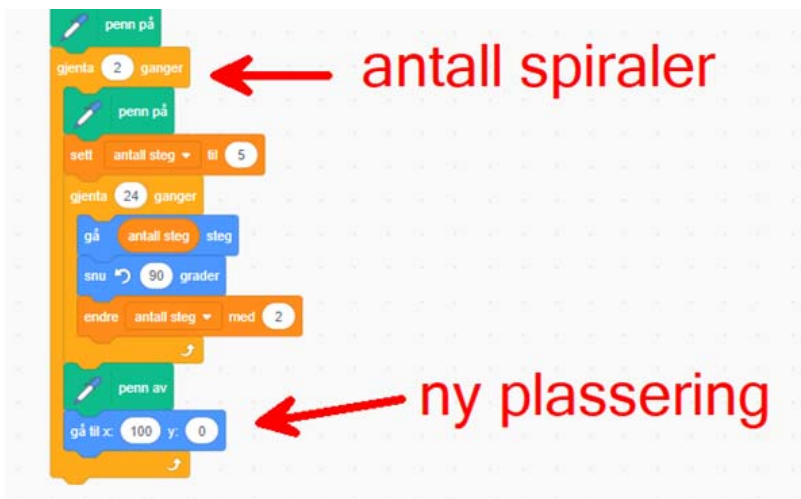 penn på
gjenta 2 ganger
antall spiraler
penn på
sett antall steg til 5
gjenta 24 ganger
gå antall steg steg
snu 90 grader
endre antall steg med 2
penn av
ny plassering
gå til x: 100 y: 0